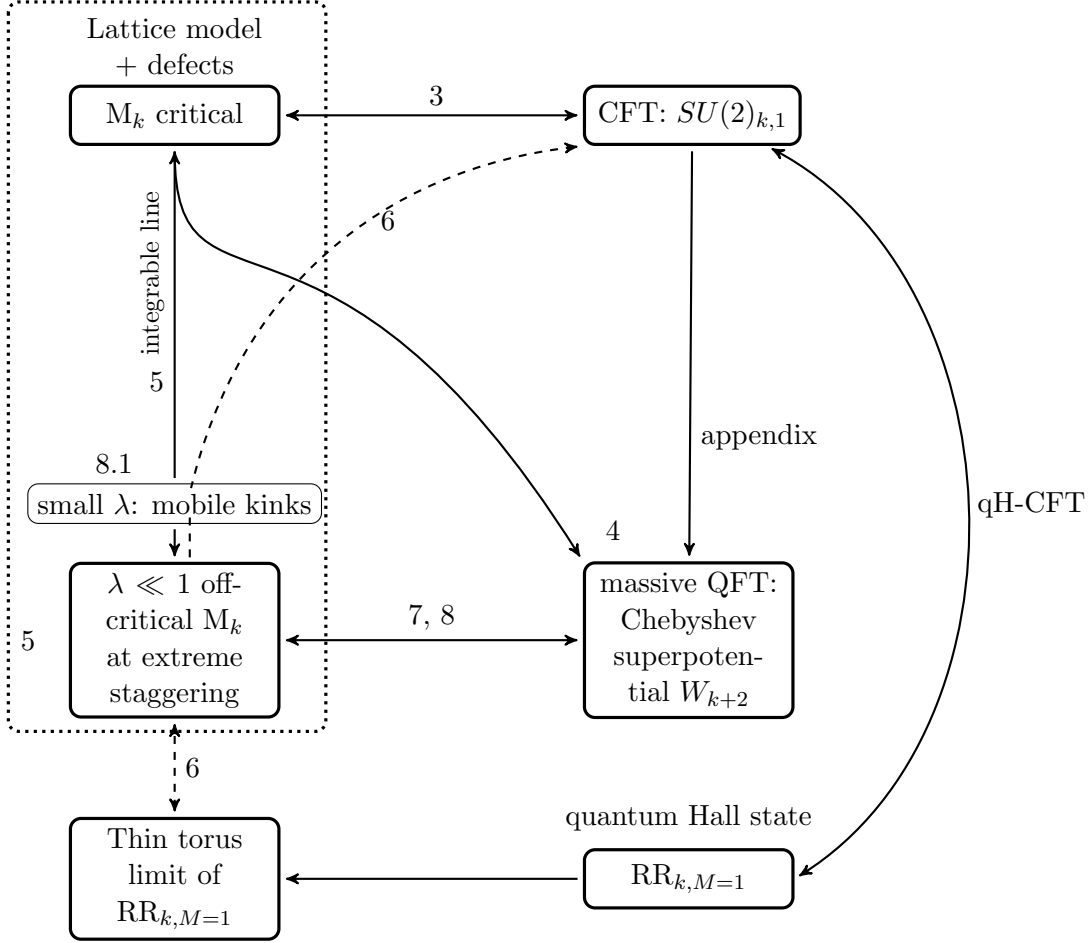 Lattice model
+ defects
M_k critical
3
CFT: SU(2)_{k,1}
6
integrable line
5
appendix
8.1
small λ: mobile kinks
qH-CFT
4
λ ≪ 1 off-
critical M_k
at extreme
staggering
5
7, 8
massive QFT:
Chebyshev
superpoten-
tial W_{k+2}
6
quantum Hall state
Thin torus
limit of
RR_{k,M=1}
RR_{k,M=1}